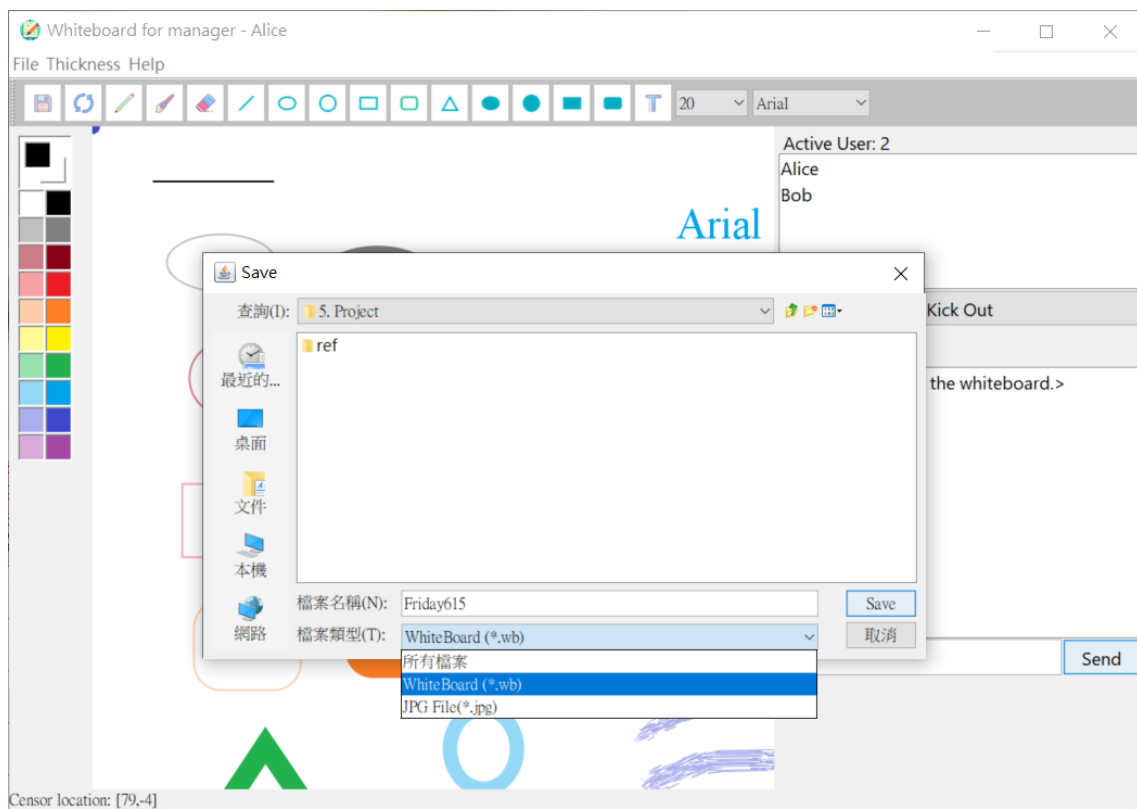 Whiteboard for manager - Alice
File Thickness Help
T 20 Arial
Active User: 2
Alice
Bob
Arial
Save
查詢(I): 5. Project
Kick Out
ref
最近的...
the whiteboard.>
桌面
文件
本機
網路
檔案名稱(N): Friday615 Save
檔案類型(T): WhiteBoard (*.wb) 取消
所有檔案
WhiteBoard (*.wb)
JPG File(*.jpg)
Send
Censor location: [79,-4]